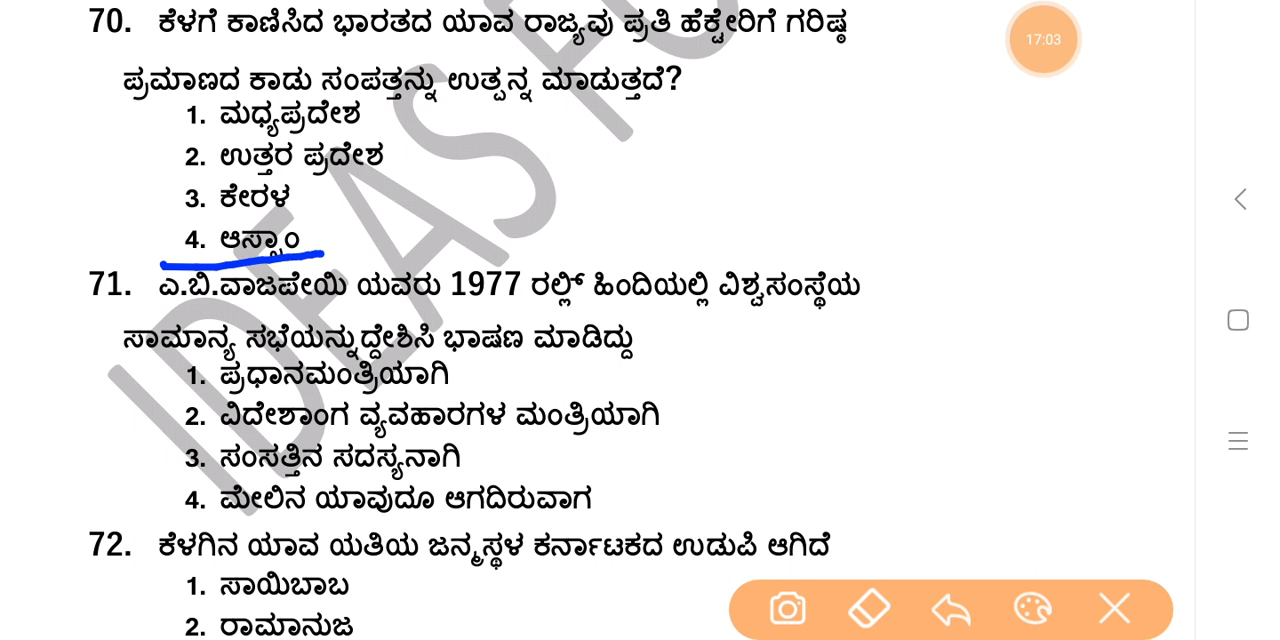 70. ಕೆಳಗೆ ಕಾಣಿಸಿದ ಭಾರತದ ಯಾವ ರಾಜ್ಯವು ಪ್ರತಿ ಹೆಕ್ಟೇರಿಗೆ ಗರಿಷ್ಠ
17:03
ಪ್ರಮಾಣದ ಕಾಡು ಸಂಪತ್ತನ್ನು ಉತ್ಪನ್ನ ಮಾಡುತ್ತದೆ?
1. ಮಧ್ಯಪ್ರದೇಶ
2. ಉತ್ತರ ಪ್ರದೇಶ
3. ಕೇರಳ
4. ಆಸ್ಸಾಂ
71. ಎ.ಬಿ.ವಾಜಪೇಯಿ ಯವರು 1977 ರಲ್ಲಿ್ ಹಿಂದಿಯಲ್ಲಿ ವಿಶ್ವಸಂಸ್ಥೆಯ
ಸಾಮಾನ್ಯ ಸಭೆಯನ್ನುದ್ದೇಶಿಸಿ ಭಾಷಣ ಮಾಡಿದ್ದು
1. ಪ್ರಧಾನಮಂತ್ರಿಯಾಗಿ
2. ವಿದೇಶಾಂಗ ವ್ಯವಹಾರಗಳ ಮಂತ್ರಿಯಾಗಿ
3. ಸಂಸತ್ತಿನ ಸದಸ್ಯನಾಗಿ
4. ಮೇಲಿನ ಯಾವುದೂ ಆಗದಿರುವಾಗ
72. ಕೆಳಗಿನ ಯಾವ ಯತಿಯ ಜನ್ಮಸ್ಥಳ ಕರ್ನಾಟಕದ ಉಡುಪಿ ಆಗಿದೆ
1. ಸಾಯಿಬಾಬ
2. ರಾಮಾನುಜ
IDEAS